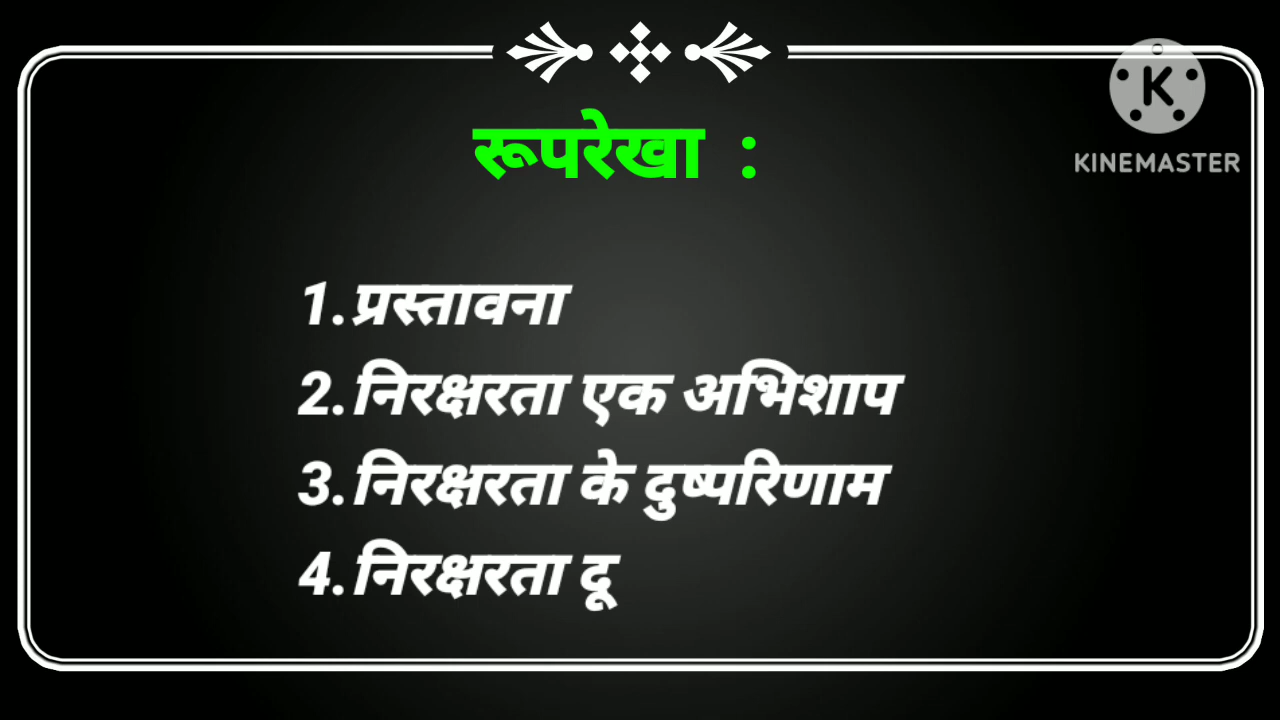 रूपरेखा :
K
KINEMASTER
1.प्रस्तावना
2.निरक्षरता एक अभिशाप
3.निरक्षरता के दुष्परिणाम
4.निरक्षरता दू